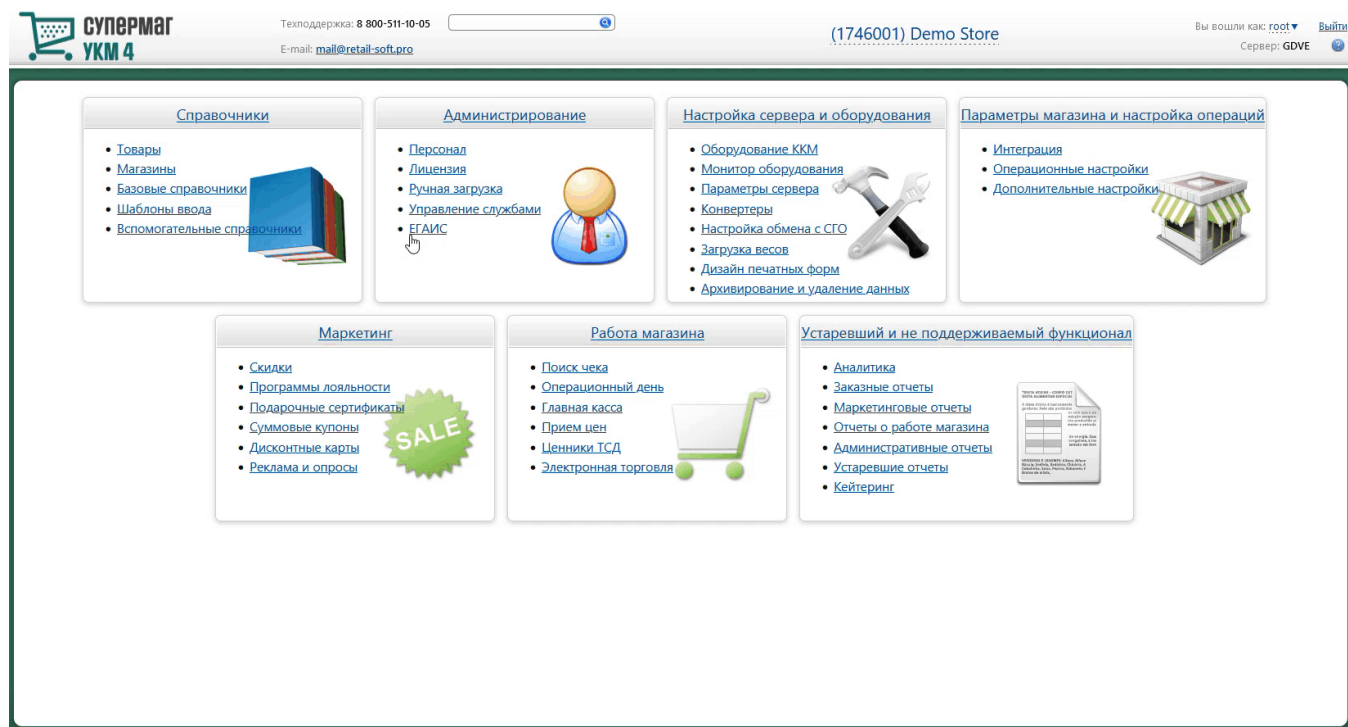 СУПЕРМАГ
УКМ 4
Техподдержка: 8 800-511-10-05
E-mail: mail@retail-soft.pro
(1746001) Demo Store
Вы вошли как: root▼ Выйти
Сервер: GDVE
Справочники
• Товары
• Магазины
• Базовые справочники
• Шаблоны ввода
• Вспомогательные справочники
Администрирование
• Персонал
• Лицензия
• Ручная загрузка
• Управление службами
• ЕГАИС
Настройка сервера и оборудования
• Оборудование ККМ
• Монитор оборудования
• Параметры сервера
• Конвертеры
• Настройка обмена с СГО
• Загрузка весов
• Дизайн печатных форм
• Архивирование и удаление данных
Параметры магазина и настройка операций
• Интеграция
• Операционные настройки
• Дополнительные настройки
Маркетинг
• Скидки
• Программы лояльности
• Подарочные сертификаты
• Суммовые купоны
• Дисконтные карты
• Реклама и опросы
SALE
Работа магазина
• Поиск чека
• Операционный день
• Главная касса
• Прием цен
• Ценники ТСД
• Электронная торговля
Устаревший и не поддерживаемый функционал
• Аналитика
• Заказные отчеты
• Маркетинговые отчеты
• Отчеты о работе магазина
• Административные отчеты
• Устаревшие отчеты
• Кейтеринг